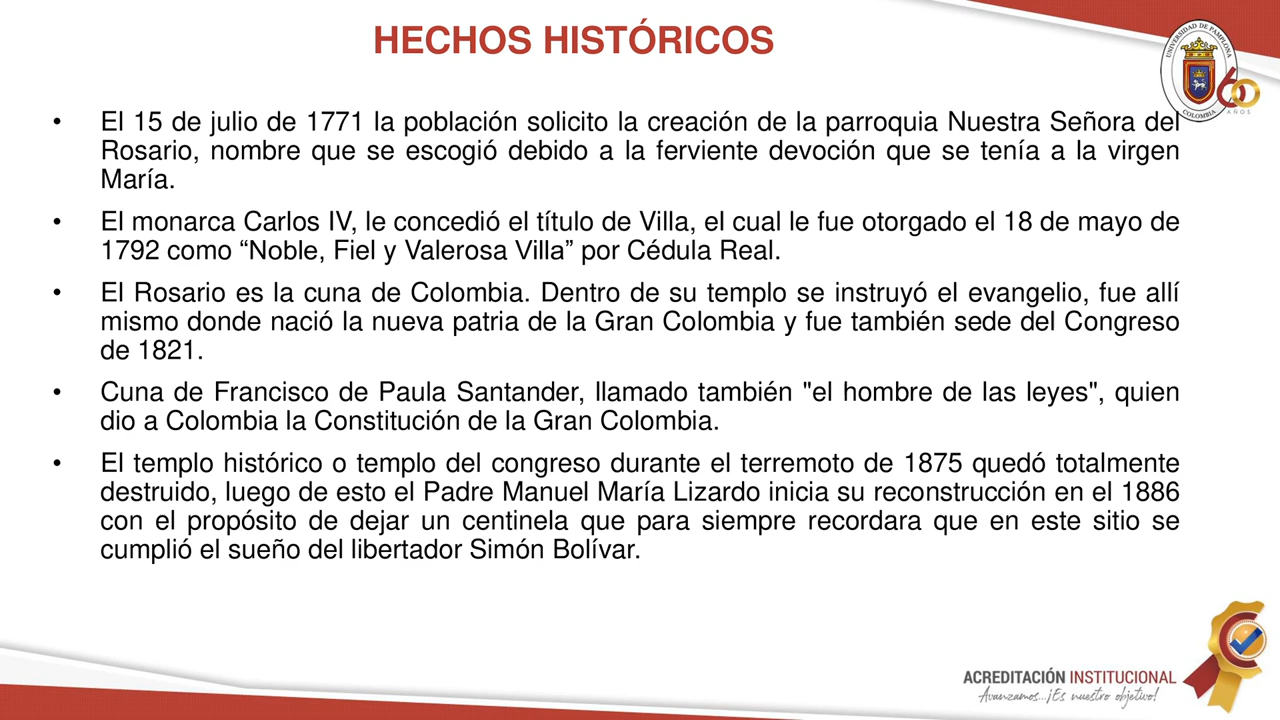 HECHOS HISTÓRICOS
UNIVERSIDAD DE PAMPLONA
COLOMBIA
60
AÑOS
• El 15 de julio de 1771 la población solicito la creación de la parroquia Nuestra Señora del
Rosario, nombre que se escogió debido a la ferviente devoción que se tenía a la virgen
María.
• El monarca Carlos IV, le concedió el título de Villa, el cual le fue otorgado el 18 de mayo de
1792 como “Noble, Fiel y Valerosa Villa” por Cédula Real.
• El Rosario es la cuna de Colombia. Dentro de su templo se instruyó el evangelio, fue allí
mismo donde nació la nueva patria de la Gran Colombia y fue también sede del Congreso
de 1821.
• Cuna de Francisco de Paula Santander, llamado también "el hombre de las leyes", quien
dio a Colombia la Constitución de la Gran Colombia.
• El templo histórico o templo del congreso durante el terremoto de 1875 quedó totalmente
destruido, luego de esto el Padre Manuel María Lizardo inicia su reconstrucción en el 1886
con el propósito de dejar un centinela que para siempre recordara que en este sitio se
cumplió el sueño del libertador Simón Bolívar.
ACREDITACIÓN INSTITUCIONAL
Avanzamos...¡Es nuestro objetivo!